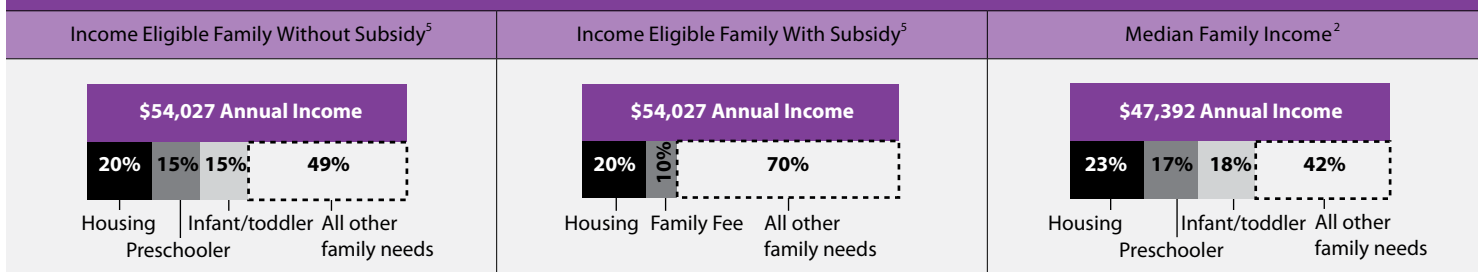 Income Eligible Family Without Subsidy5
$54,027 Annual Income
20% 15% 15% 49%
Housing Infant/toddler All other
Preschooler family needs
Income Eligible Family With Subsidy5
$54,027 Annual Income
20% 10% 70%
Housing Family Fee All other
family needs
Median Family Income2
$47,392 Annual Income
23% 17% 18% 42%
Housing Infant/toddler All other
Preschooler family needs